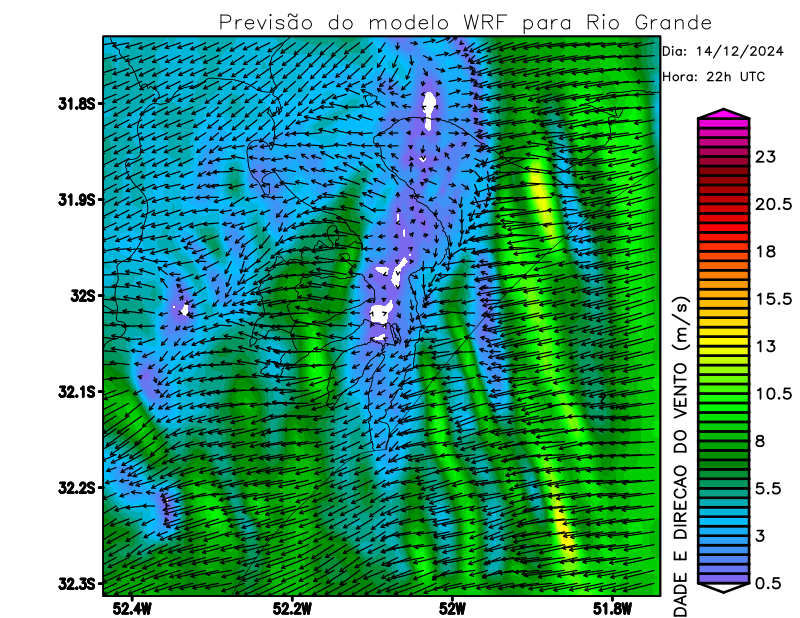 Previsão do modelo WRF para Rio Grande
Dia: 14/12/2024
Hora: 22h UTC
31.8S
31.9S
32S
32.1S
32.2S
32.3S
52.4W
52.2W
52W
51.8W
23
20.5
18
15.5
13
10.5
8
5.5
3
0.5
DADE E DIRECAO DO VENTO (m/s)